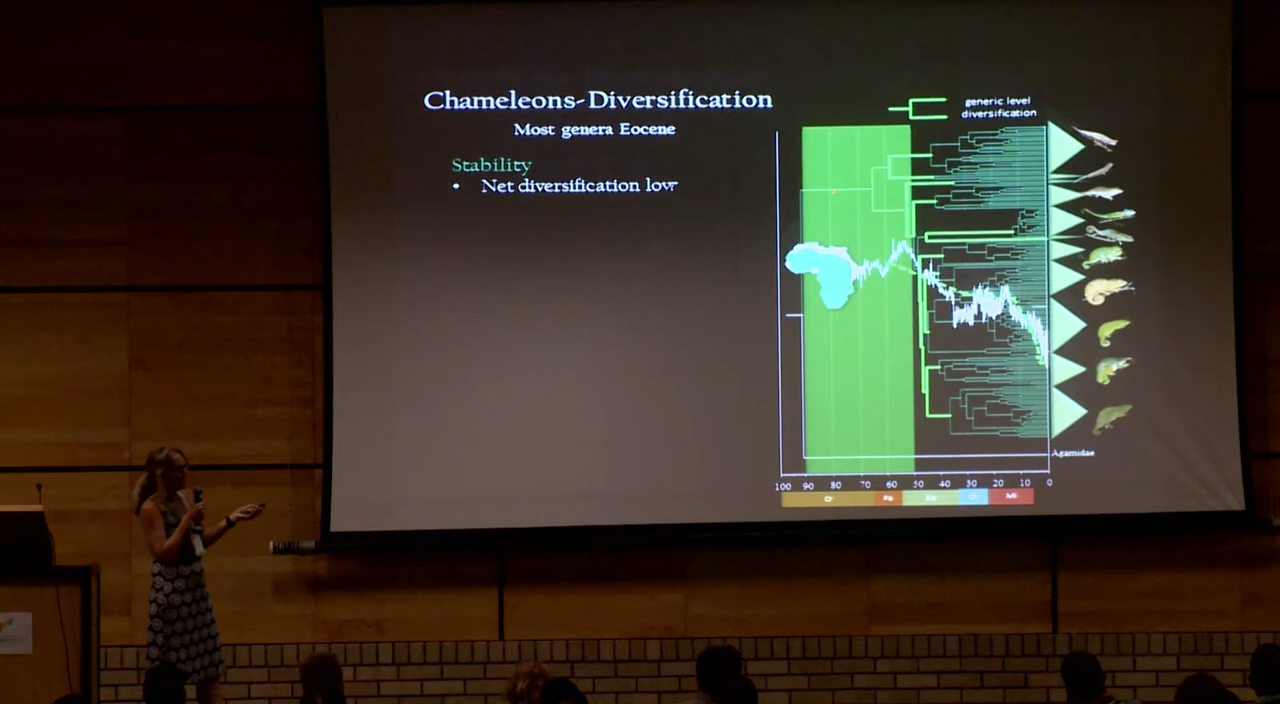 Chameleons-Diversification
Most genera Eocene
Stability
• Net diversification low
generic level
diversification
Agamidae
100 90 80 70 60 50 40 30 20 10 0
Cr Pa Eo Mi